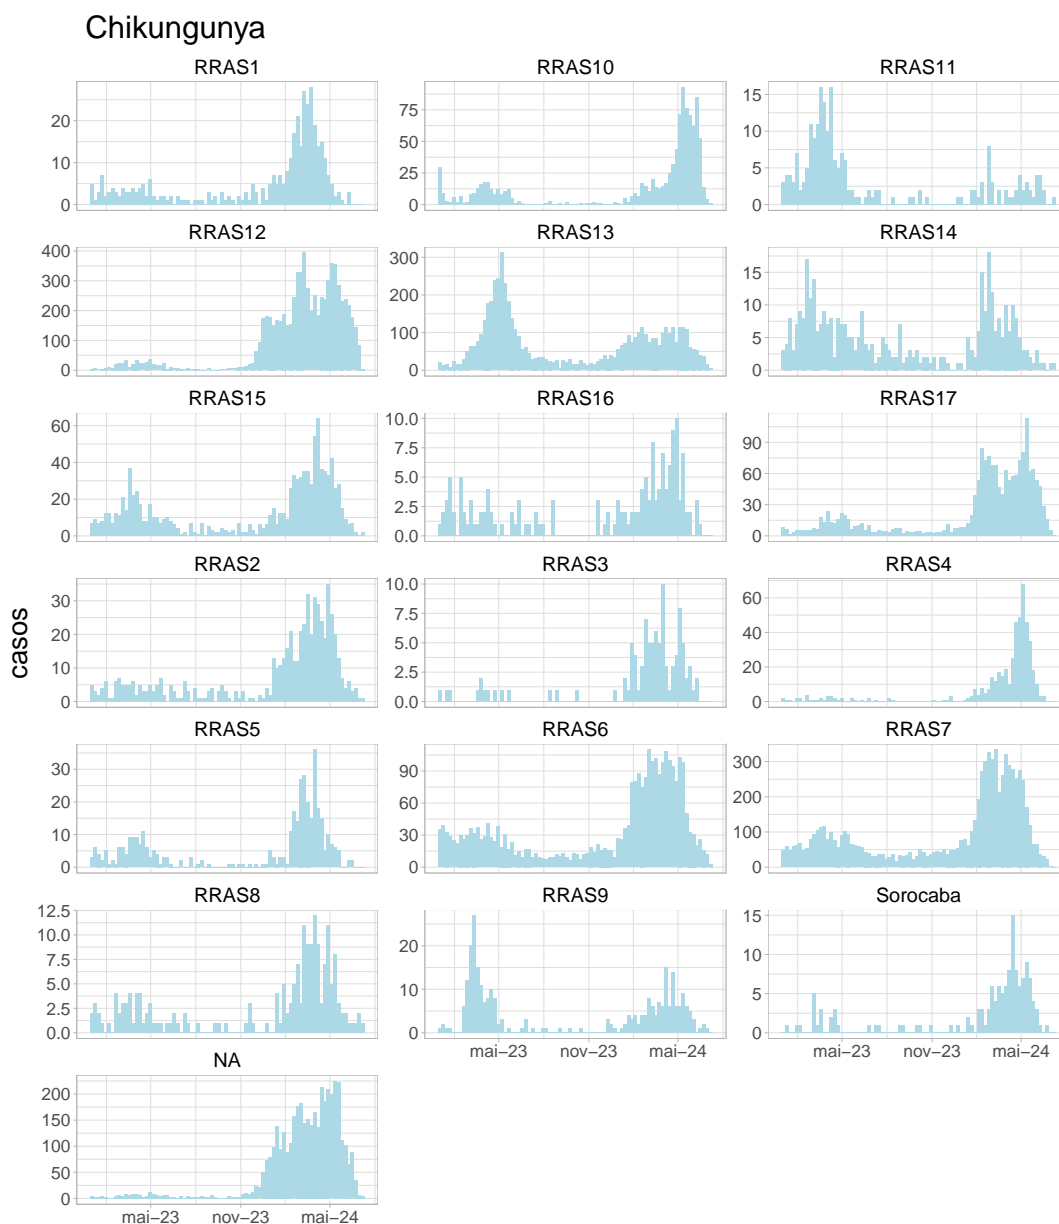 Chikungunya
RRAS1 RRAS10 RRAS11
20 10 0 75 50 25 0 15 10 5 0
RRAS12 RRAS13 RRAS14
400 300 200 100 0 300 200 100 0 15 10 5 0
RRAS15 RRAS16 RRAS17
60 40 20 0 10.0 7.5 5.0 2.5 0.0 90 60 30 0
RRAS2 RRAS3 RRAS4
30 20 10 0 10.0 7.5 5.0 2.5 0.0 60 40 20 0
casos
RRAS5 RRAS6 RRAS7
30 20 10 0 90 60 30 0 300 200 100 0
RRAS8 RRAS9 Sorocaba
12.5 10.0 7.5 5.0 2.5 0.0 20 10 0 15 10 5 0
mai−23 nov−23 mai−24 mai−23 nov−23 mai−24
NA
200 150 100 50 0
mai−23 nov−23 mai−24